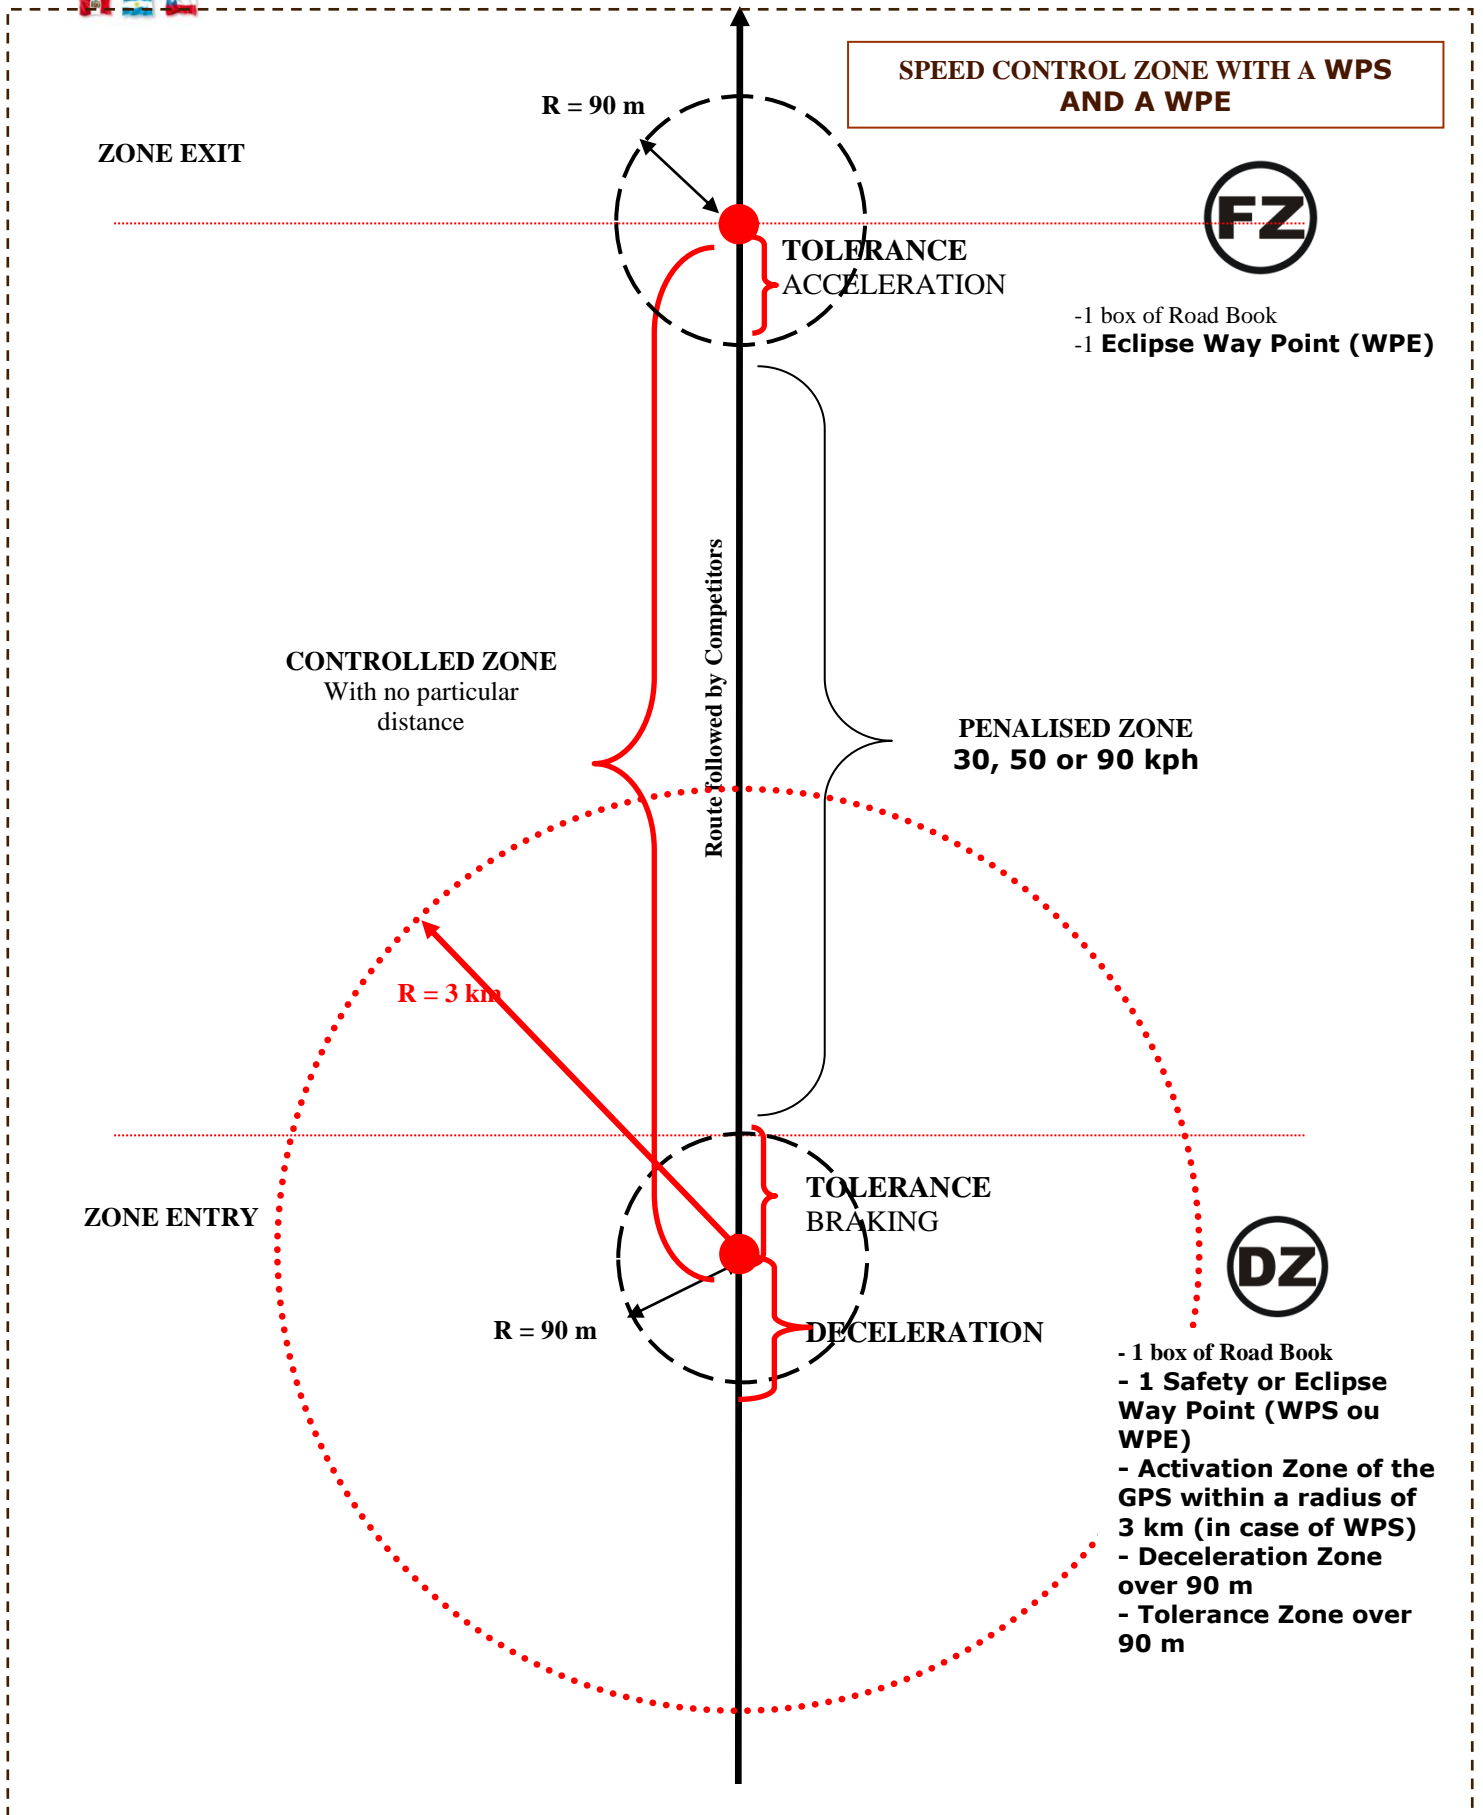 SPEED CONTROL ZONE WITH A WPS
AND A WPE
R = 90 m
ZONE EXIT
FZ
TOLERANCE
ACCELERATION
-1 box of Road Book
-1 Eclipse Way Point (WPE)
Route followed by Competitors
CONTROLLED ZONE
With no particular
distance
PENALISED ZONE
30, 50 or 90 kph
R = 3 km
TOLERANCE
BRAKING
ZONE ENTRY
DZ
R = 90 m
DECELERATION
- 1 box of Road Book
- 1 Safety or Eclipse
Way Point (WPS ou
WPE)
- Activation Zone of the
GPS within a radius of
3 km (in case of WPS)
- Deceleration Zone
over 90 m
- Tolerance Zone over
90 m